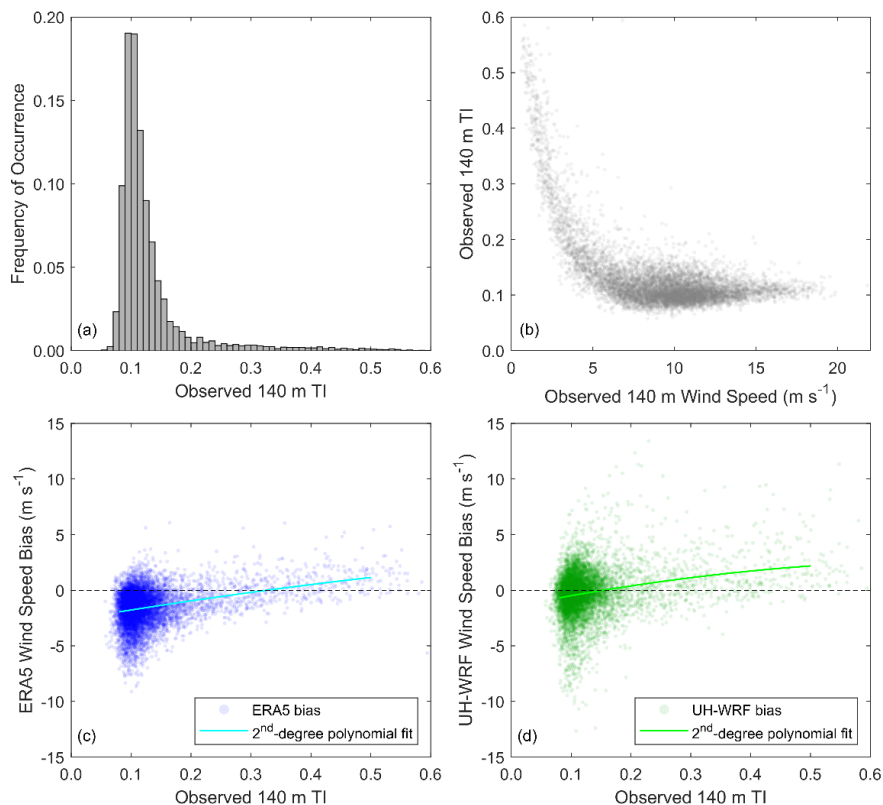 0.20
0.15
0.10
0.05
0.00
Frequency of Occurrence
(a)
0.0 0.1 0.2 0.3 0.4 0.5 0.6
Observed 140 m TI
0.6
0.5
0.4
0.3
0.2
0.1
0.0
Observed 140 m TI
(b)
0 5 10 15 20
Observed 140 m Wind Speed (m s⁻¹)
15
10
5
0
-5
-10
-15
ERA5 Wind Speed Bias (m s⁻¹)
ERA5 bias
2ⁿᵈ-degree polynomial fit
(c)
0.0 0.1 0.2 0.3 0.4 0.5 0.6
Observed 140 m TI
15
10
5
0
-5
-10
-15
UH-WRF Wind Speed Bias (m s⁻¹)
UH-WRF bias
2ⁿᵈ-degree polynomial fit
(d)
0.0 0.1 0.2 0.3 0.4 0.5 0.6
Observed 140 m TI